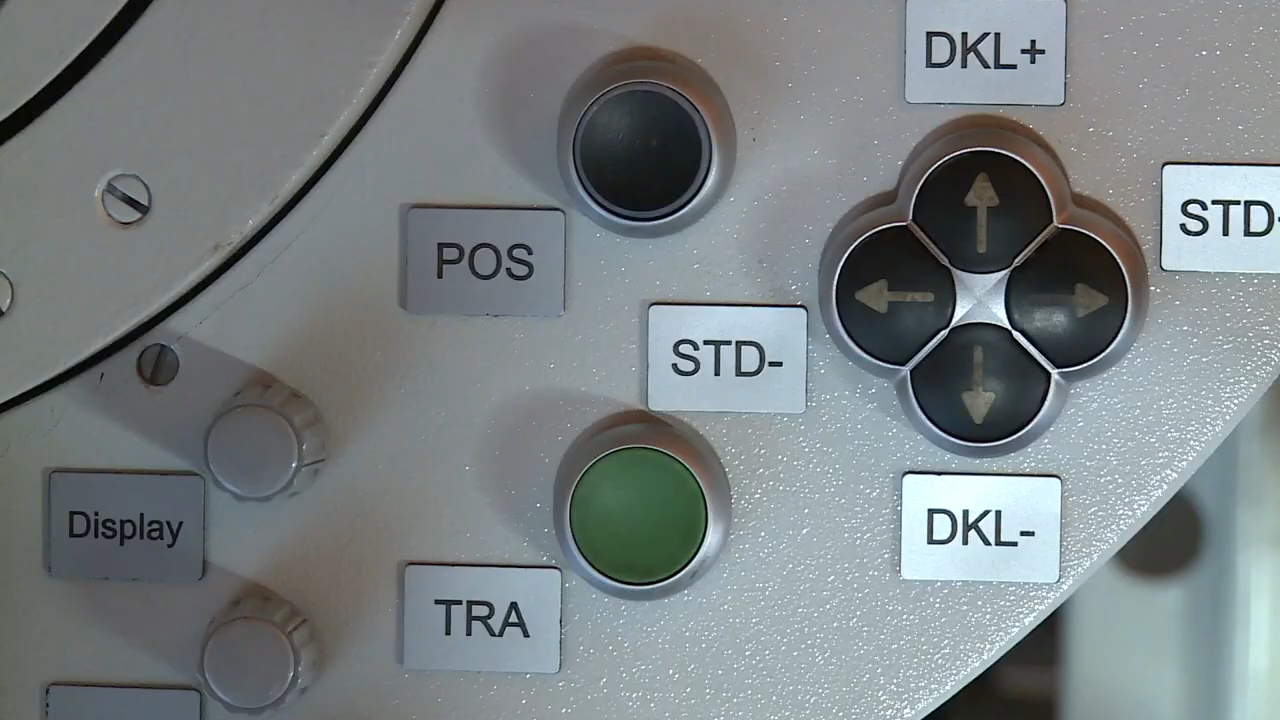 DKL+
STD
POS
STD-
Display
DKL-
TRA